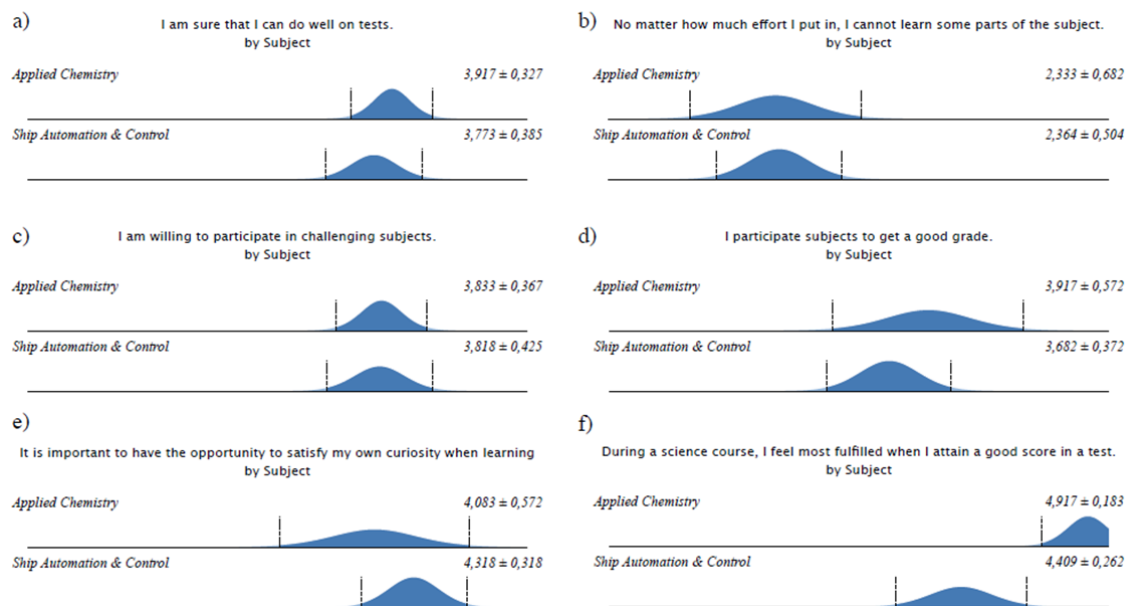 a)
I am sure that I can do well on tests.
by Subject
Applied Chemistry
3,917 ± 0,327
Ship Automation & Control
3,773 ± 0,385
b)
No matter how much effort I put in, I cannot learn some parts of the subject.
by Subject
Applied Chemistry
2,333 ± 0,682
Ship Automation & Control
2,364 ± 0,504
c)
I am willing to participate in challenging subjects.
by Subject
Applied Chemistry
3,833 ± 0,367
Ship Automation & Control
3,818 ± 0,425
d)
I participate subjects to get a good grade.
by Subject
Applied Chemistry
3,917 ± 0,572
Ship Automation & Control
3,682 ± 0,372
e)
It is important to have the opportunity to satisfy my own curiosity when learning
by Subject
Applied Chemistry
4,083 ± 0,572
Ship Automation & Control
4,318 ± 0,318
f)
During a science course, I feel most fulfilled when I attain a good score in a test.
by Subject
Applied Chemistry
4,917 ± 0,183
Ship Automation & Control
4,409 ± 0,262